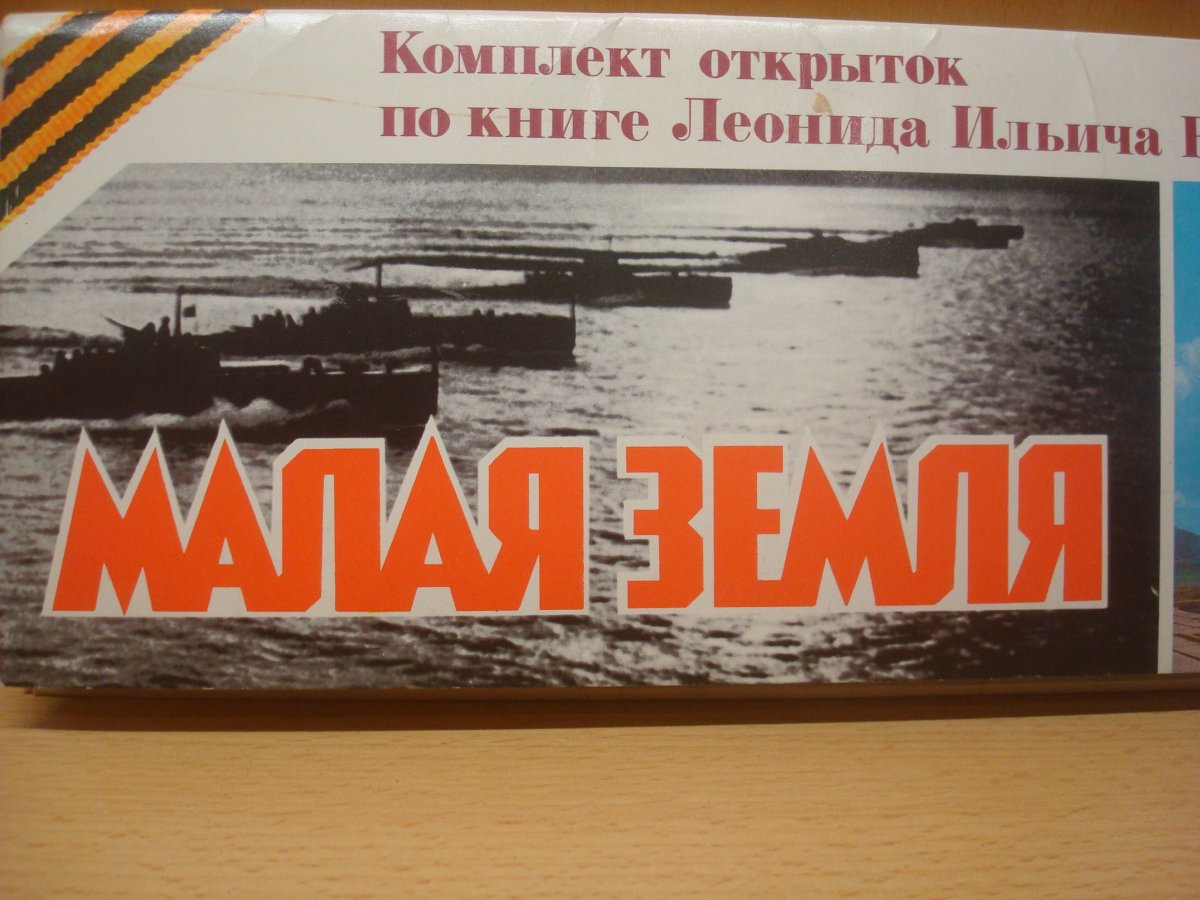 Комплект открыток
по книге Леонида Ильича
МАЛАЯ ЗЕМЛЯ